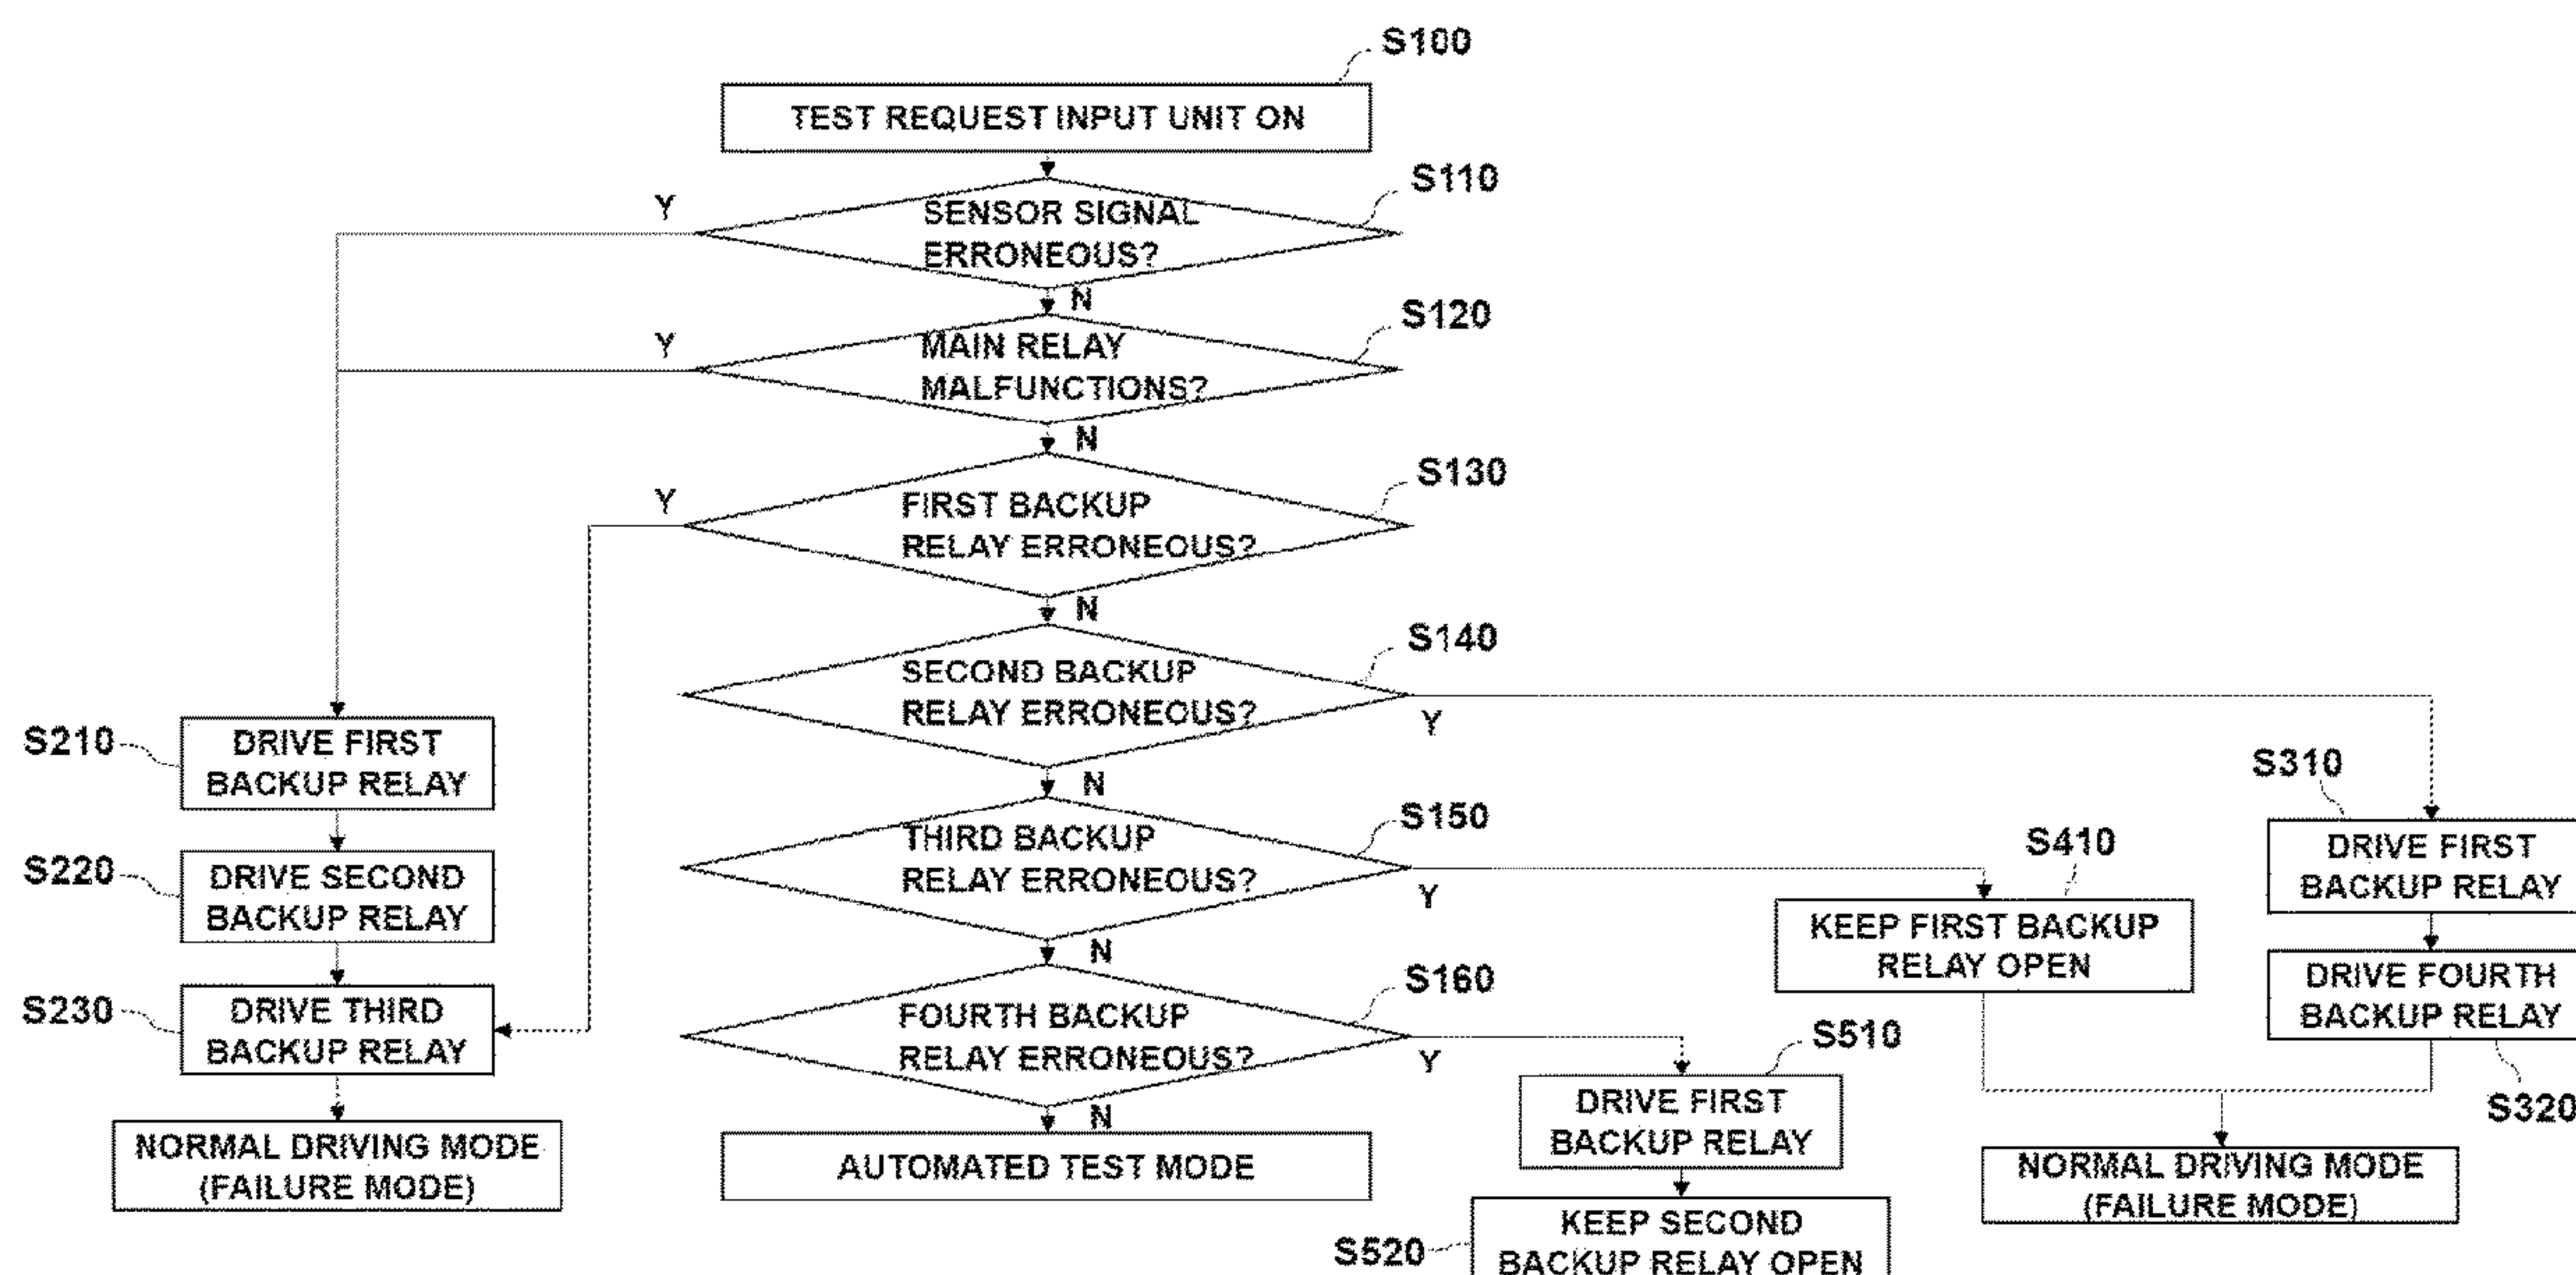 S100
TEST REQUEST INPUT UNIT ON
S110
Y
SENSOR SIGNAL
ERRONEOUS?
N
S120
Y
MAIN RELAY
MALFUNCTIONS?
N
S130
Y
FIRST BACKUP
RELAY ERRONEOUS?
N
S140
SECOND BACKUP
RELAY ERRONEOUS?
Y
N
S150
THIRD BACKUP
RELAY ERRONEOUS?
Y
N
S160
FOURTH BACKUP
RELAY ERRONEOUS?
Y
N
AUTOMATED TEST MODE
S210
DRIVE FIRST
BACKUP RELAY
S220
DRIVE SECOND
BACKUP RELAY
S230
DRIVE THIRD
BACKUP RELAY
NORMAL DRIVING MODE
(FAILURE MODE)
S310
DRIVE FIRST
BACKUP RELAY
DRIVE FOURTH
BACKUP RELAY
S320
S410
KEEP FIRST BACKUP
RELAY OPEN
NORMAL DRIVING MODE
(FAILURE MODE)
S510
DRIVE FIRST
BACKUP RELAY
S520
KEEP SECOND
BACKUP RELAY OPEN